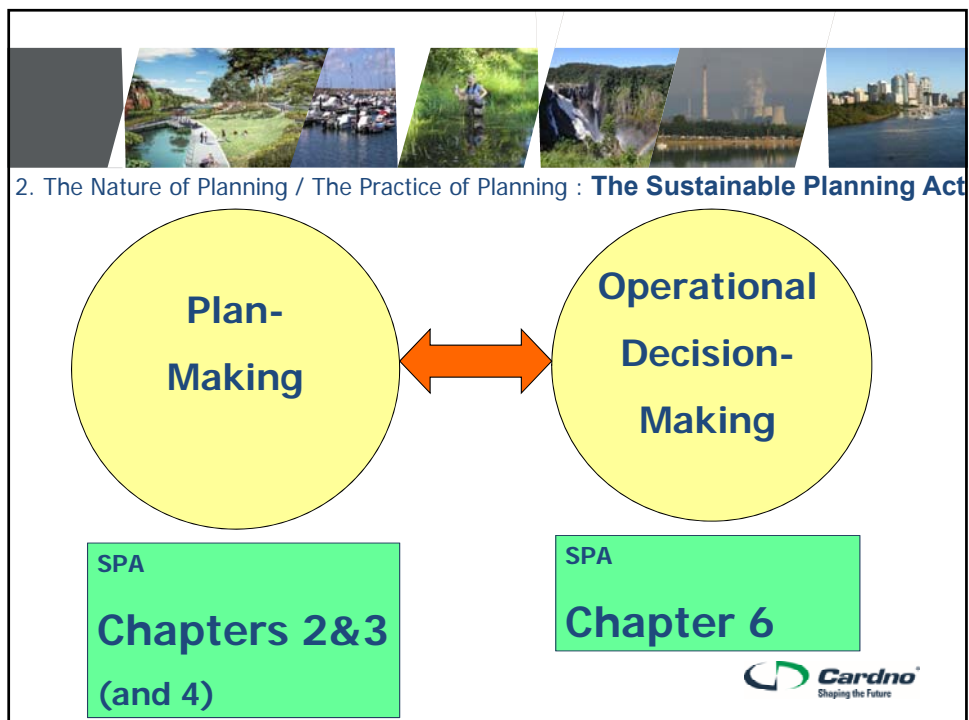 2. The Nature of Planning / The Practice of Planning : The Sustainable Planning Act
Plan-
Making
Operational
Decision-
Making
SPA
Chapters 2&3
(and 4)
SPA
Chapter 6
Cardno
Shaping the Future